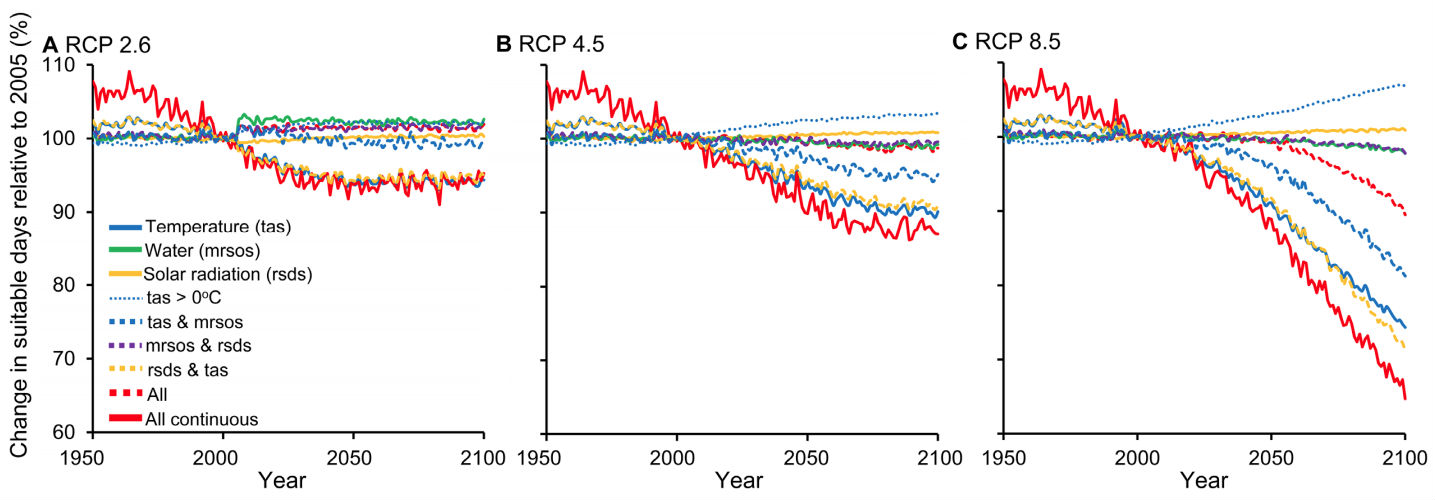 Change in suitable days relative to 2005 (%)
A RCP 2.6
110
100
90
80
70
60
Temperature (tas)
Water (mrsos)
Solar radiation (rsds)
tas > 0°C
tas & mrsos
mrsos & rsds
rsds & tas
All
All continuous
1950 2000 2050 2100
Year
B RCP 4.5
1950 2000 2050 2100
Year
C RCP 8.5
1950 2000 2050 2100
Year